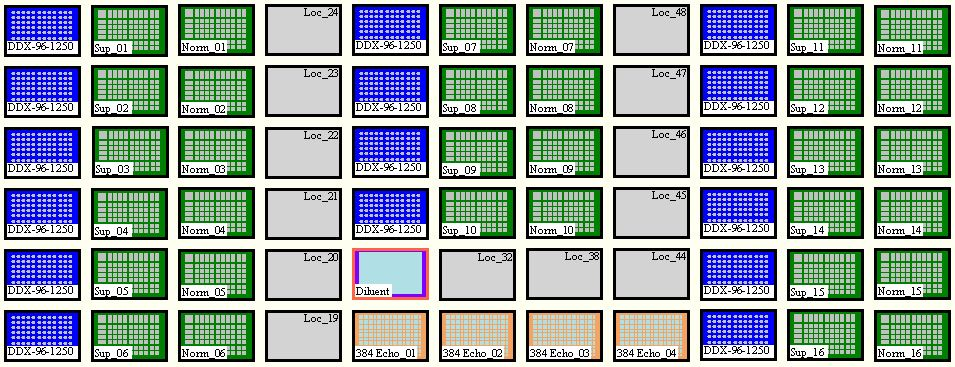 DDX-96-1250
Sup_01
Norm_01
Loc_24
DDX-96-1250
Sup_07
Norm_07
Loc_48
DDX-96-1250
Sup_11
Norm_11
DDX-96-1250
Sup_02
Norm_02
Loc_23
DDX-96-1250
Sup_08
Norm_08
Loc_47
DDX-96-1250
Sup_12
Norm_12
DDX-96-1250
Sup_03
Norm_03
Loc_22
DDX-96-1250
Sup_09
Norm_09
Loc_46
DDX-96-1250
Sup_13
Norm_13
DDX-96-1250
Sup_04
Norm_04
Loc_21
DDX-96-1250
Sup_10
Norm_10
Loc_45
DDX-96-1250
Sup_14
Norm_14
DDX-96-1250
Sup_05
Norm_05
Loc_20
Diluent
Loc_32
Loc_38
Loc_44
DDX-96-1250
Sup_15
Norm_15
DDX-96-1250
Sup_06
Norm_06
Loc_19
384 Echo_01
384 Echo_02
384 Echo_03
384 Echo_04
DDX-96-1250
Sup_16
Norm_16